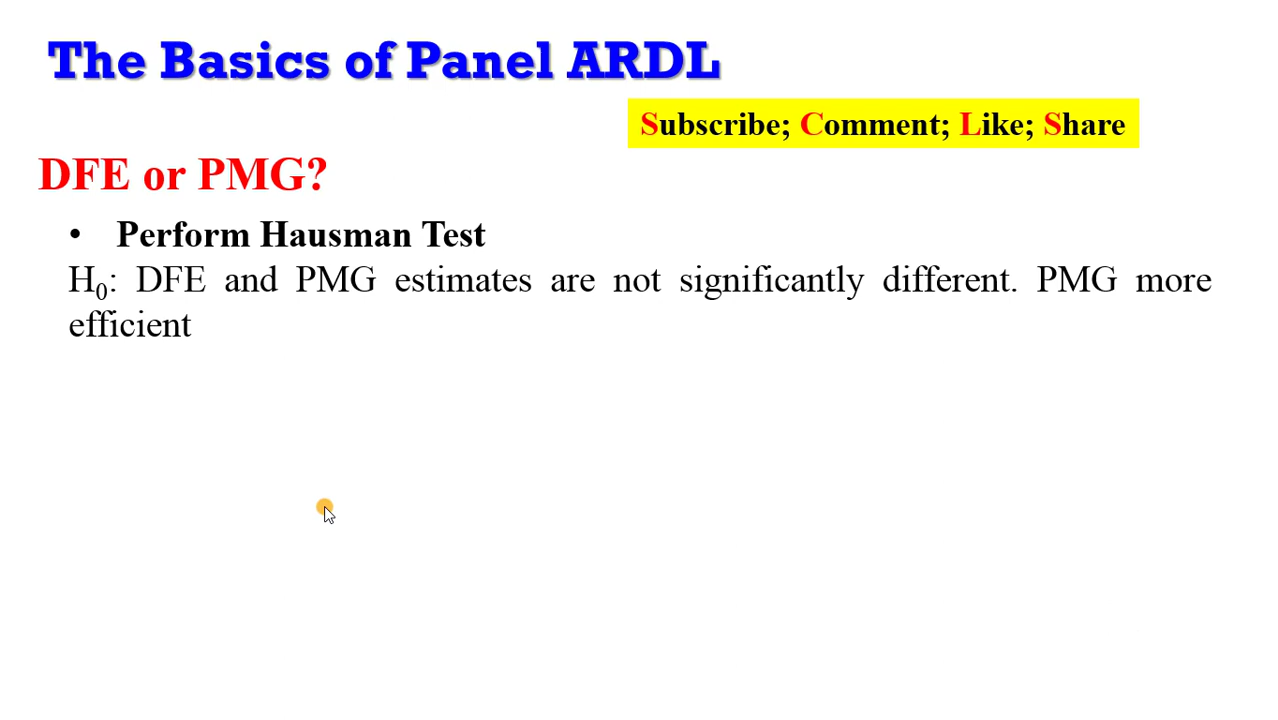 The Basics of Panel ARDL
Subscribe; Comment; Like; Share
DFE or PMG?
• Perform Hausman Test
H₀: DFE and PMG estimates are not significantly different. PMG more
efficient